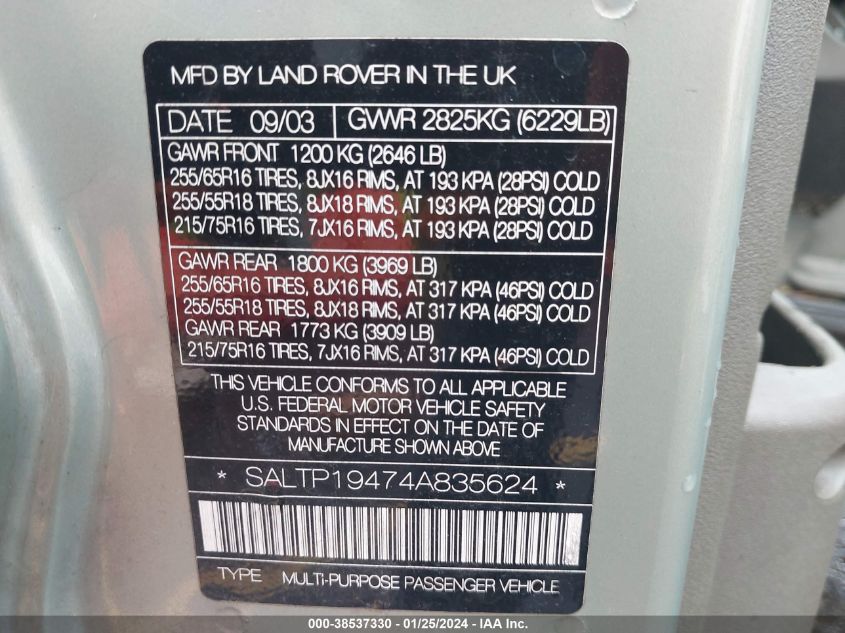 MFD BY LAND ROVER IN THE UK
DATE 09/03 GVWR 2825KG (6229LB)
GAWR FRONT 1200 KG (2646 LB)
255/65R16 TIRES, 8JX16 RIMS, AT 193 KPA (28PSI) COLD
255/55R18 TIRES, 8JX18 RIMS, AT 193 KPA (28PSI) COLD
215/75R16 TIRES, 7JX16 RIMS, AT 193 KPA (28PSI) COLD
GAWR REAR 1800 KG (3969 LB)
255/65R16 TIRES, 8JX16 RIMS, AT 317 KPA (46PSI) COLD
255/55R18 TIRES, 8JX18 RIMS, AT 317 KPA (46PSI) COLD
GAWR REAR 1773 KG (3909 LB)
215/75R16 TIRES, 7JX16 RIMS, AT 317 KPA (46PSI) COLD
THIS VEHICLE CONFORMS TO ALL APPLICABLE
U.S. FEDERAL MOTOR VEHICLE SAFETY
STANDARDS IN EFFECT ON THE DATE OF
MANUFACTURE SHOWN ABOVE
* SALTP19474A835624 *
TYPE MULTI-PURPOSE PASSENGER VEHICLE
000-38537330 - 01/25/2024 - IAA Inc.